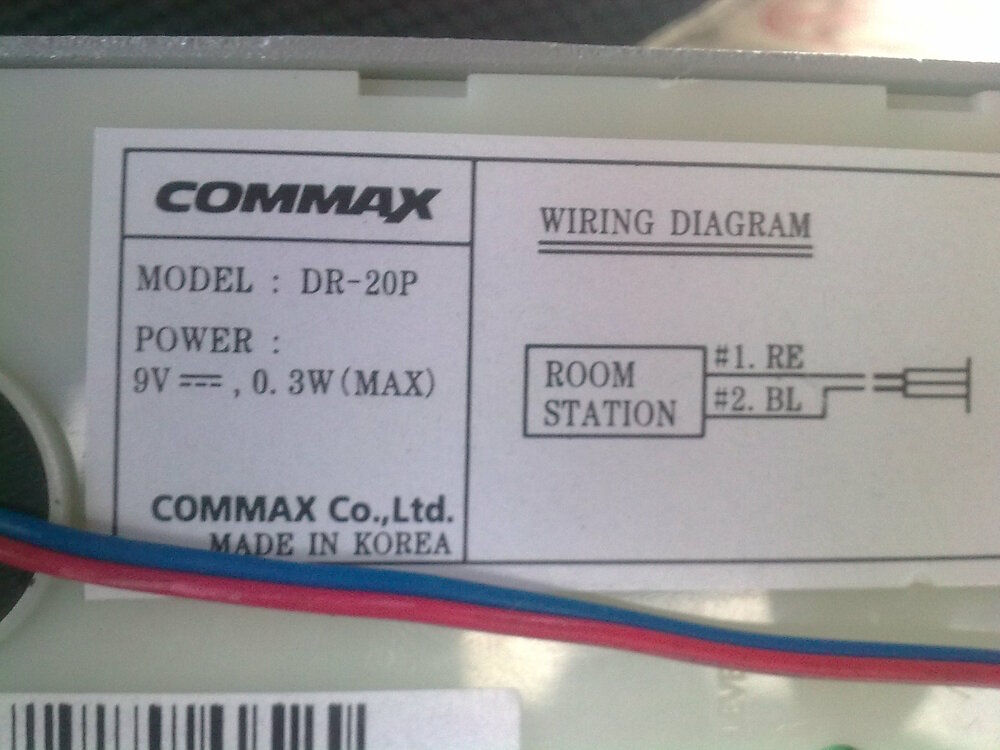 COMMAX
MODEL : DR-20P
POWER :
9V⎓, 0.3W(MAX)
COMMAX Co.,Ltd.
MADE IN KOREA
WIRING DIAGRAM
ROOM
STATION
#1. RE
#2. BL